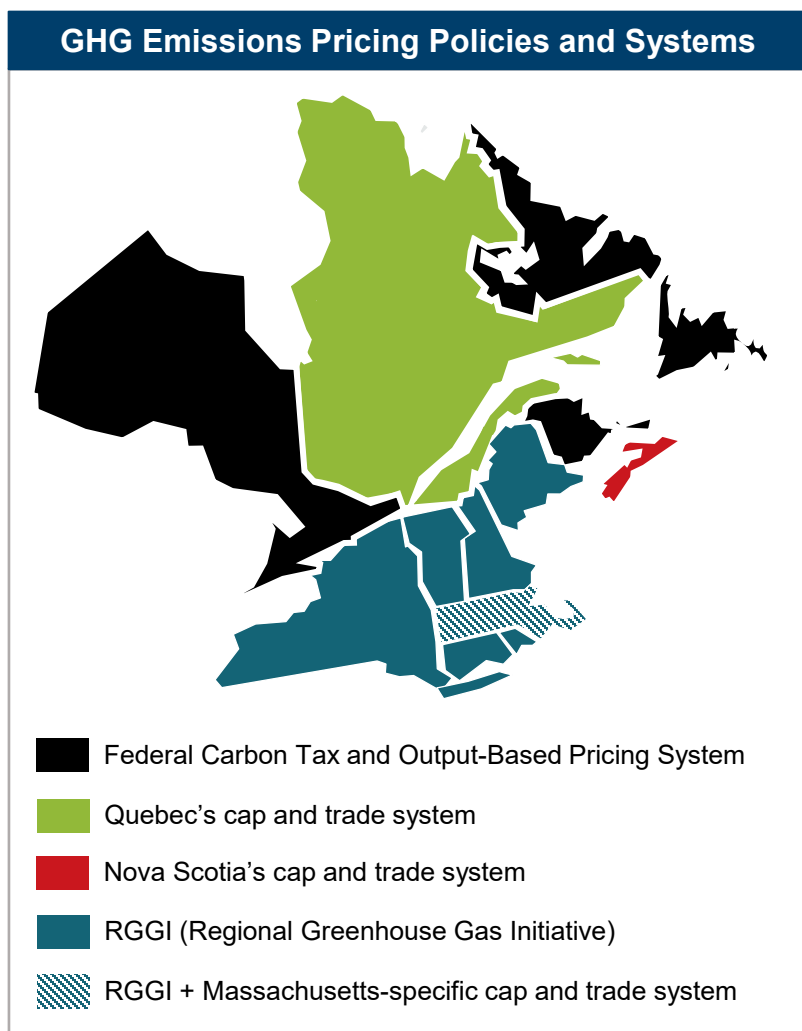 GHG Emissions Pricing Policies and Systems
Federal Carbon Tax and Output-Based Pricing System
Quebec’s cap and trade system
Nova Scotia’s cap and trade system
RGGI (Regional Greenhouse Gas Initiative)
RGGI + Massachusetts-specific cap and trade system